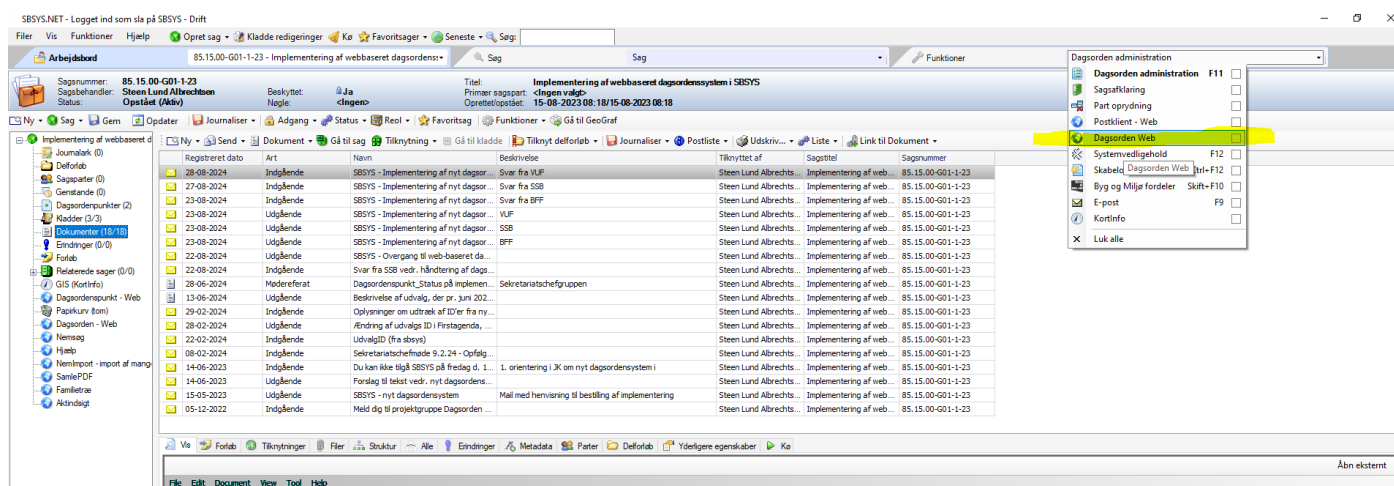 SBSYS.NET - Logget ind som sla på SBSYS - Drift
Filer Vis Funktioner Hjælp Opret sag Kladde redigeringer Kø Favoritsager Seneste Søg:
Arbejdsbord 85.15.00-G01-1-23 - Implementering af webbaseret dagsordens: Søg Sag Funktioner Dagsorden administration
Sagsnummer: 85.15.00-G01-1-23 Titel: Implementering af webbaseret dagsordenssystem i SBSYS
Sagsbehandler: Steen Lund Albrechtsen Beskyttet: Ja Primær sagspart: <Ingen valgt>
Status: Opstået (Aktiv) Nøgle: <Ingen> Oprettet/opstået: 15-08-2023 08:18/15-08-2023 08:18
Ny Sag Gem Opdater Journaliser Adgang Status Reol Favoritsag Funktioner Gå til GeoGraf
Dagsorden administration F11
Sagsafklaring
Part oprydning
Postklient - Web
Dagsorden Web
Systemvedligehold F12
Skabelo Dagsorden Web trl+F12
Byg og Miljø fordeler Skift+F10
E-post F9
KortInfo
Luk alle
Implementering af webbaseret d
Journalark (0)
Delforløb
Sagsparter (0)
Genstande (0)
Dagsordenpunkter (2)
Kladder (3/3)
Dokumenter (18/18)
Erindringer (0/0)
Forløb
Relaterede sager (0/0)
GIS (KortInfo)
Dagsordenspunkt - Web
Papirkurv (tom)
Dagsorden - Web
Nemsøg
Hjælp
NemImport - import af mang
SamlePDF
Familietræ
Aktindsigt
Ny Send Dokument Gå til sag Tilknytning Gå til kladde Tilknyt delforløb Journaliser Postliste Udskriv... Liste Link til Dokument
Registreret dato Art Navn Beskrivelse Tilknyttet af Sagstitel Sagsnummer
28-08-2024 Indgående SBSYS - Implementering af nyt dagsor... Svar fra VUF Steen Lund Albrechts... Implementering af web... 85.15.00-G01-1-23
27-08-2024 Indgående SBSYS - Implementering af nyt dagsor... Svar fra SSB Steen Lund Albrechts... Implementering af web... 85.15.00-G01-1-23
23-08-2024 Indgående SBSYS - Implementering af nyt dagsor... Svar fra BFF Steen Lund Albrechts... Implementering af web... 85.15.00-G01-1-23
23-08-2024 Udgående SBSYS - Implementering af nyt dagsor... VUF Steen Lund Albrechts... Implementering af web... 85.15.00-G01-1-23
23-08-2024 Udgående SBSYS - Implementering af nyt dagsor... SSB Steen Lund Albrechts... Implementering af web... 85.15.00-G01-1-23
23-08-2024 Udgående SBSYS - Implementering af nyt dagsor... BFF Steen Lund Albrechts... Implementering af web... 85.15.00-G01-1-23
22-08-2024 Udgående SBSYS - Overgang til web-baseret da... Steen Lund Albrechts... Implementering af web... 85.15.00-G01-1-23
22-08-2024 Indgående Svar fra SSB vedr. håndtering af dags... Steen Lund Albrechts... Implementering af web... 85.15.00-G01-1-23
28-06-2024 Mødereferat Dagsordenspunkt_Status på implemen... Sekretariatschefgruppen Steen Lund Albrechts... Implementering af web... 85.15.00-G01-1-23
13-06-2024 Udgående Beskrivelse af udvalg, der pr. juni 202... Steen Lund Albrechts... Implementering af web... 85.15.00-G01-1-23
29-02-2024 Indgående Oplysninger om udtræk af ID'er fra ny... Steen Lund Albrechts... Implementering af web... 85.15.00-G01-1-23
28-02-2024 Udgående Ændring af udvalgs ID i Firstagenda, ... Steen Lund Albrechts... Implementering af web... 85.15.00-G01-1-23
22-02-2024 Indgående UdvalgID (fra sbsys) Steen Lund Albrechts... Implementering af web... 85.15.00-G01-1-23
08-02-2024 Indgående Sekretariatschefmøde 9.2.24 - Opfølg... Steen Lund Albrechts... Implementering af web... 85.15.00-G01-1-23
14-06-2023 Indgående Du kan ikke tilgå SBSYS på fredag d. 1... 1. orientering i JK om nyt dagsordensystem i Steen Lund Albrechts... Implementering af web... 85.15.00-G01-1-23
14-06-2023 Udgående Forslag til tekst vedr. nyt dagsordens... Steen Lund Albrechts... Implementering af web... 85.15.00-G01-1-23
15-05-2023 Udgående SBSYS - nyt dagsordensystem Mail med henvisning til bestilling af implementering Steen Lund Albrechts... Implementering af web... 85.15.00-G01-1-23
05-12-2022 Indgående Meld dig til projektgruppe Dagsorden ... Steen Lund Albrechts... Implementering af web... 85.15.00-G01-1-23
Vis Forløb Tilknytninger Filer Struktur Alle Erindringer Metadata Parter Delforløb Yderligere egenskaber Kø
Åbn eksternt
File Edit Document View Tool Help